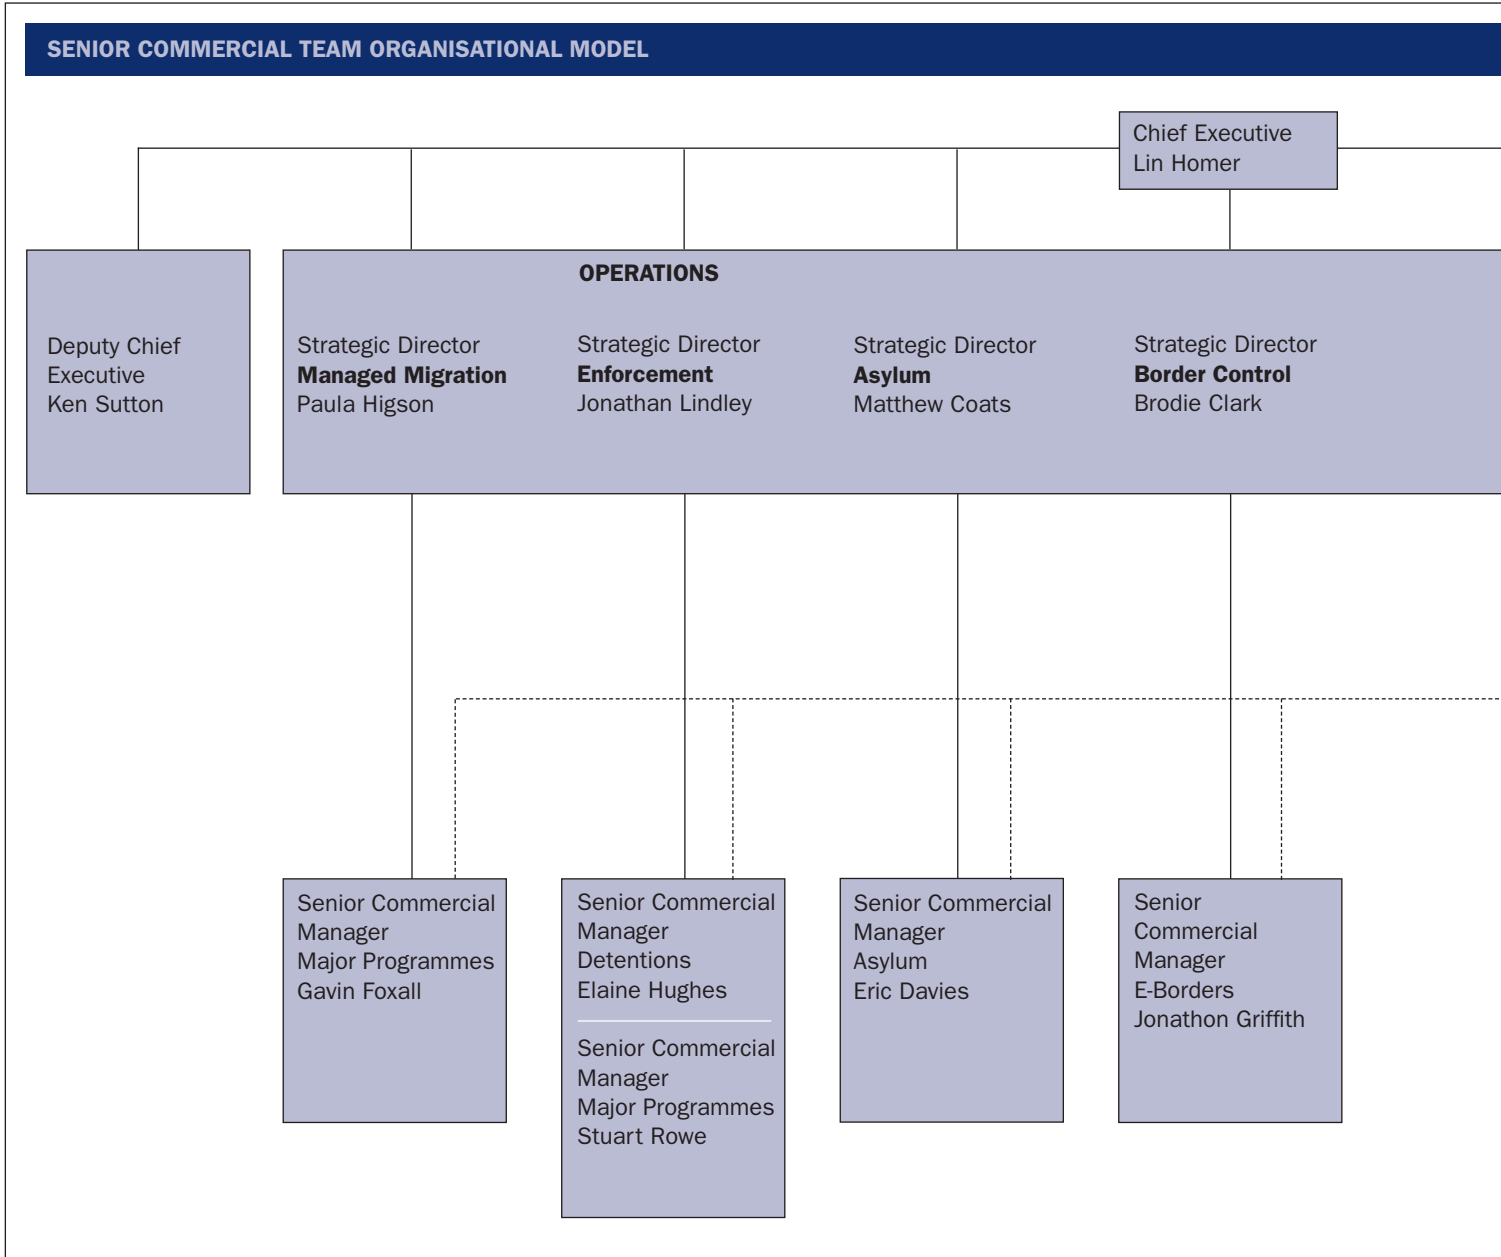 SENIOR COMMERCIAL TEAM ORGANISATIONAL MODEL
Chief Executive
Lin Homer
Deputy Chief
Executive
Ken Sutton
OPERATIONS
Strategic Director
Managed Migration
Paula Higson
Strategic Director
Enforcement
Jonathan Lindley
Strategic Director
Asylum
Matthew Coats
Strategic Director
Border Control
Brodie Clark
Senior Commercial
Manager
Major Programmes
Gavin Foxall
Senior Commercial
Manager
Detentions
Elaine Hughes
Senior Commercial
Manager
Major Programmes
Stuart Rowe
Senior Commercial
Manager
Asylum
Eric Davies
Senior
Commercial
Manager
E-Borders
Jonathon Griffith